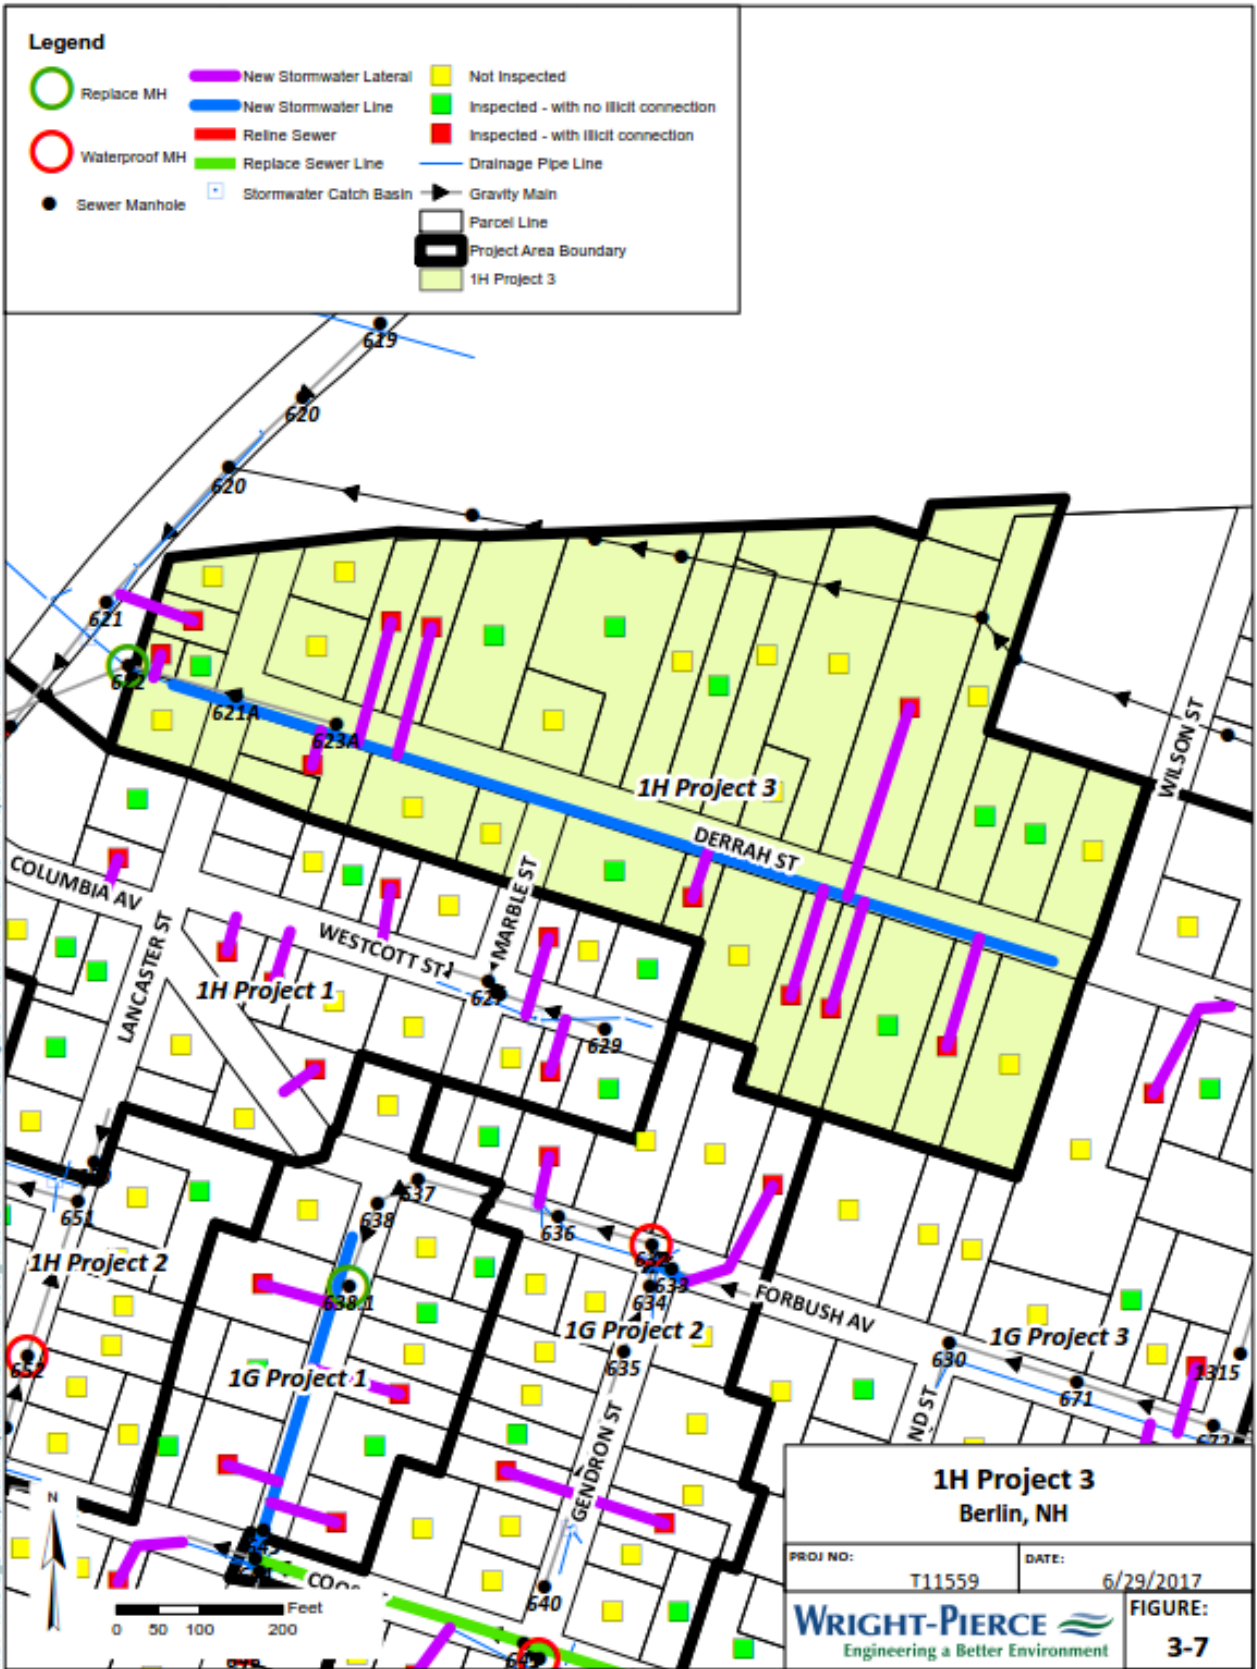 Legend
Replace MH
Waterproof MH
Sewer Manhole
New Stormwater Lateral
New Stormwater Line
Reline Sewer
Replace Sewer Line
Stormwater Catch Basin
Not Inspected
Inspected - with no illicit connection
Inspected - with illicit connection
Drainage Pipe Line
Gravity Main
Parcel Line
Project Area Boundary
1H Project 3
619
620
620
621
622
621A
623A
1H Project 3
DERRAH ST
WILSON ST
COLUMBIA AV
LANCASTER ST
WESTCOTT ST
MARBLE ST
627
629
1H Project 1
651
637
638
636
633
634
635
1H Project 2
638.1
652
1G Project 1
1G Project 2
FORBUSH AV
630
1G Project 3
671
1315
672
ND ST
GENDRON ST
640
N
Feet
0 50 100 200
1H Project 3
Berlin, NH
PROJ NO:
T11559
DATE:
6/29/2017
WRIGHT-PIERCE
Engineering a Better Environment
FIGURE:
3-7